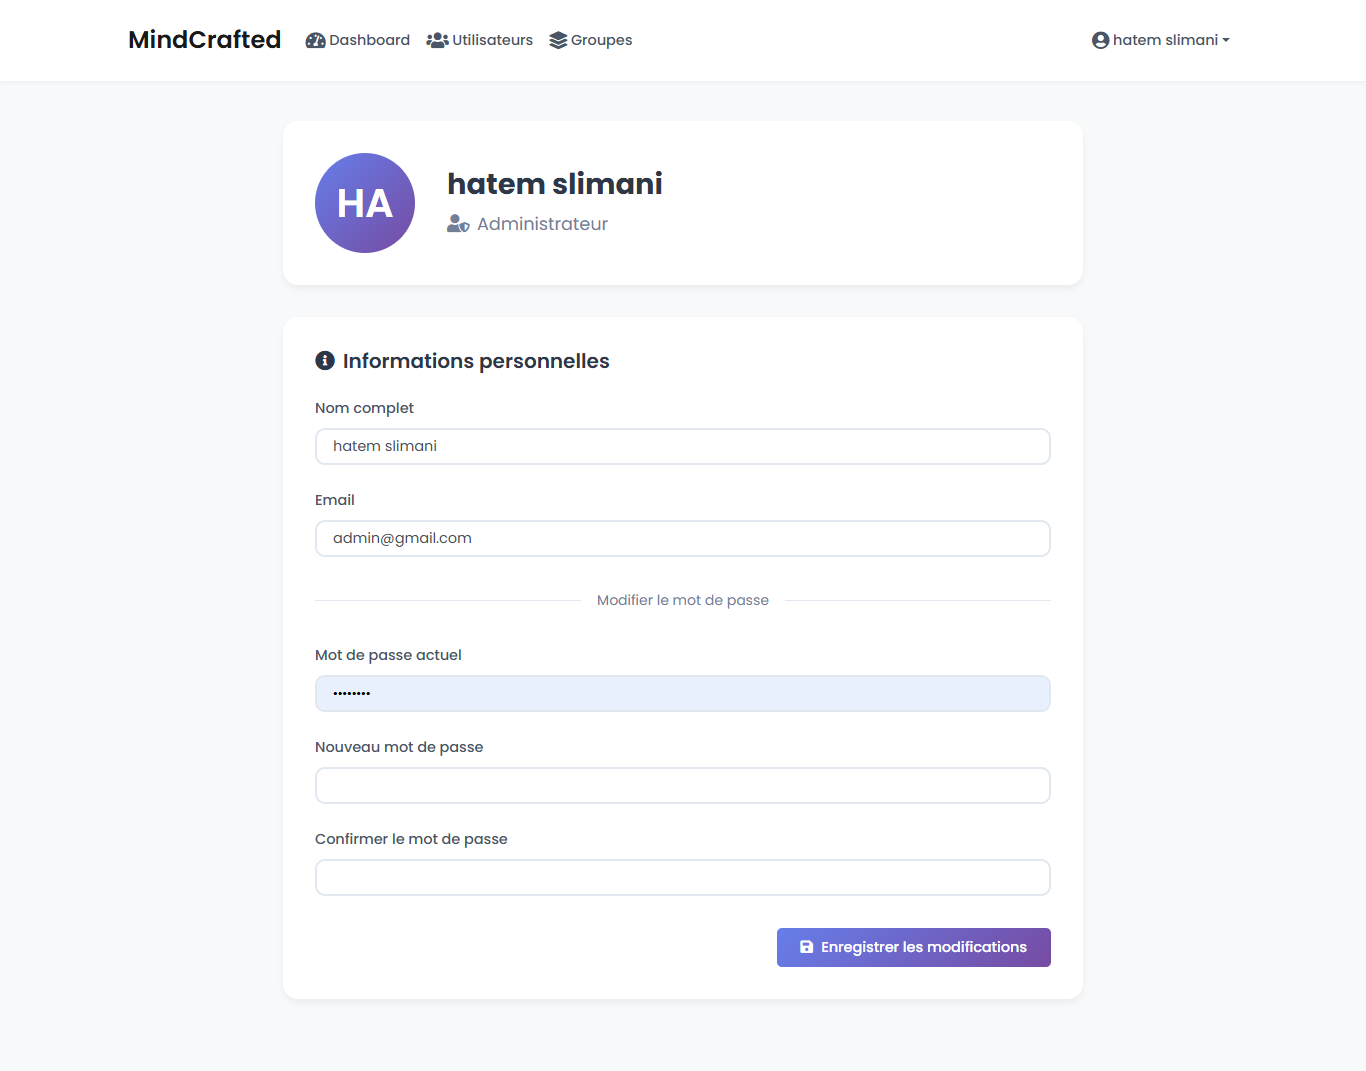 MindCrafted Dashboard Utilisateurs Groupes hatem slimani
HA
hatem slimani
Administrateur
Informations personnelles
Nom complet
hatem slimani
Email
admin@gmail.com
Modifier le mot de passe
Mot de passe actuel
••••••••
Nouveau mot de passe
Confirmer le mot de passe
Enregistrer les modifications